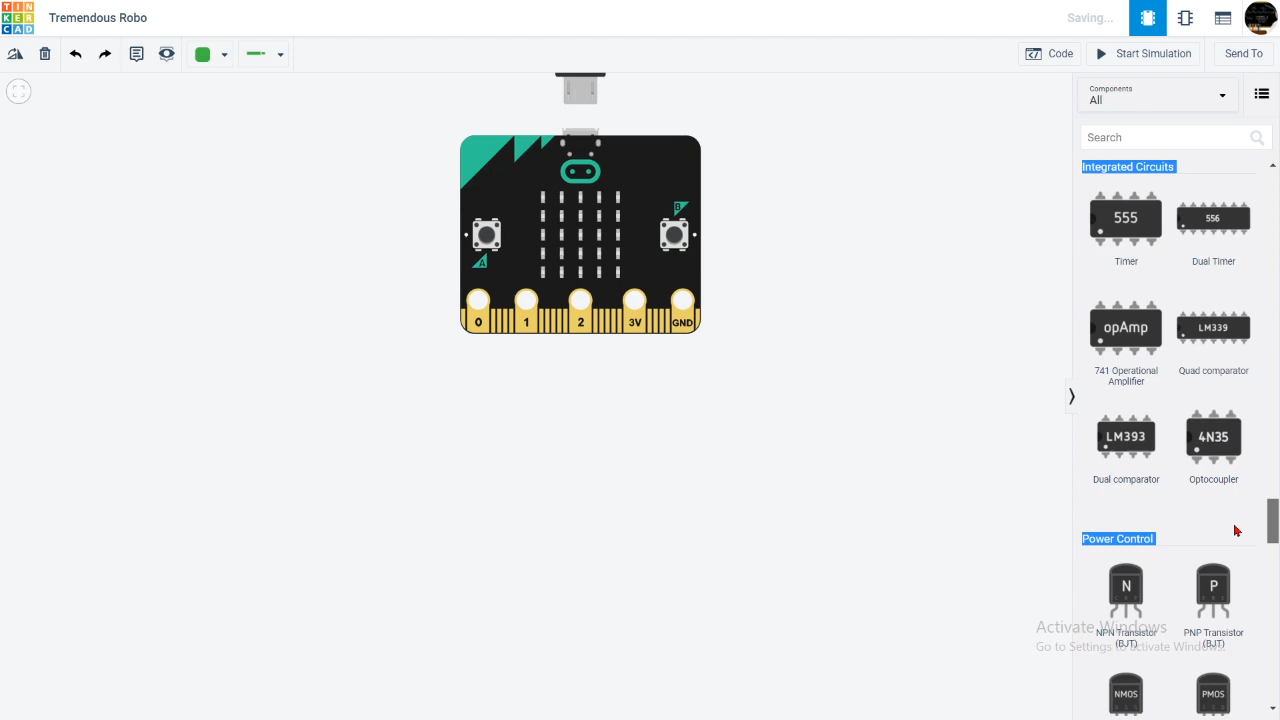 TIN
KER
CAD
Tremendous Robo
Saving...
Code
Start Simulation
Send To
Components
All
Search
Integrated Circuits
555
Timer
556
Dual Timer
opAmp
741 Operational
Amplifier
LM339
Quad comparator
LM393
Dual comparator
4N35
Optocoupler
Power Control
N
NPN Transistor
(BJT)
P
PNP Transistor
(BJT)
NMOS
PMOS
B
A
0
1
2
3V
GND
Activate Windows
Go to Settings to activate Windows.